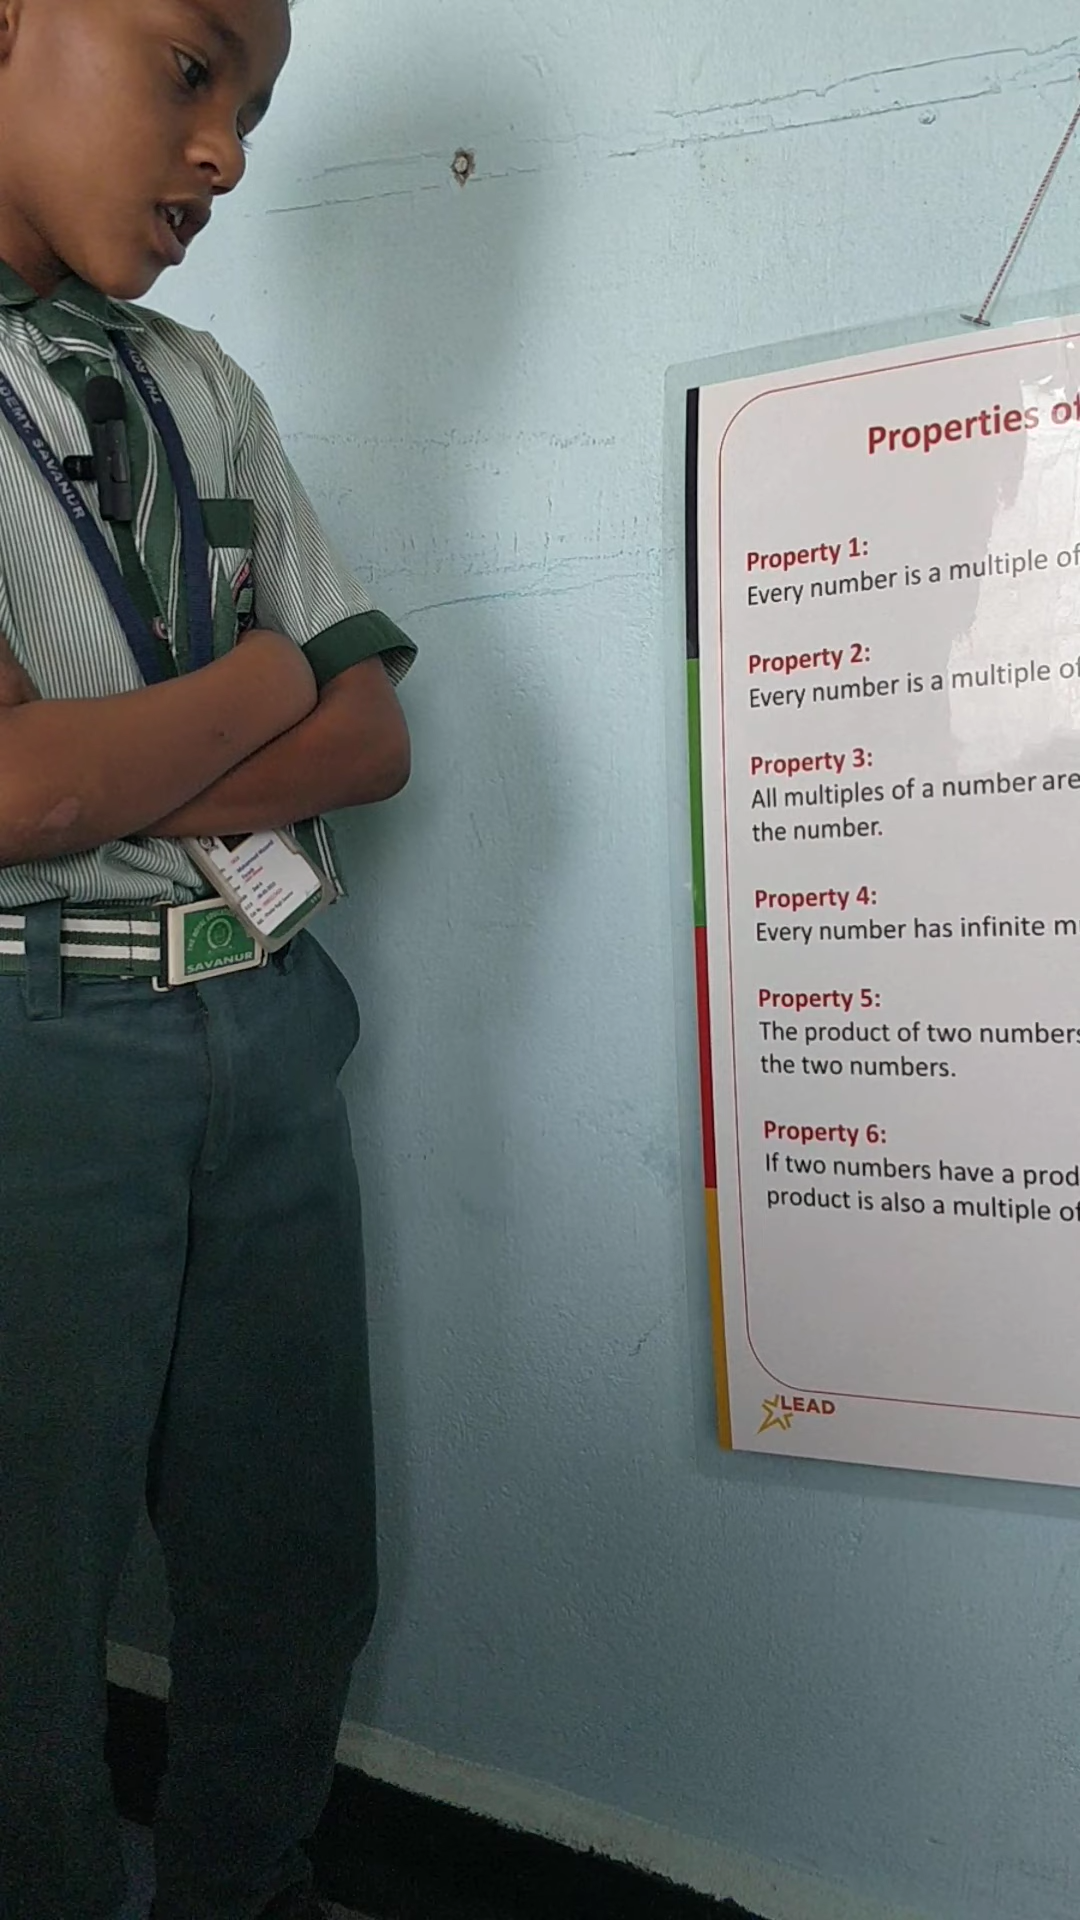 Properties of
Property 1:
Every number is a multiple of
Property 2:
Every number is a multiple of
Property 3:
All multiples of a number are
the number.
Property 4:
Every number has infinite m
Property 5:
The product of two numbers
the two numbers.
Property 6:
If two numbers have a prod
product is also a multiple of
LEAD
DEMY. SAVANUR
SAVANUR